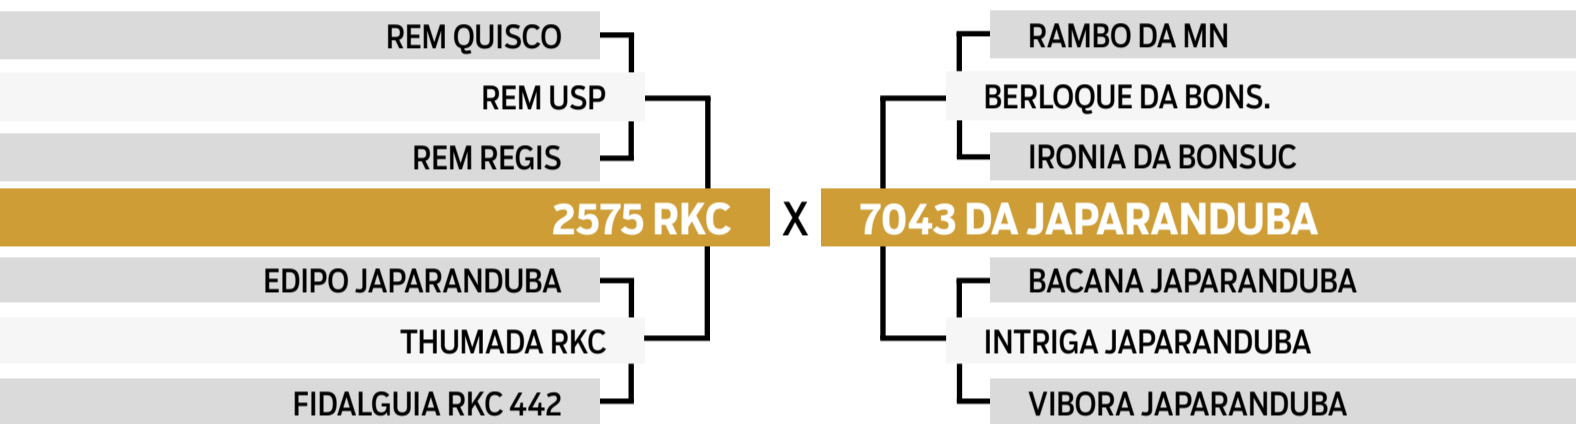 REM QUISCO
REM USP
REM REGIS
2575 RKC
EDIPO JAPARANDUBA
THUMADA RKC
FIDALGUIA RKC 442
X
RAMBO DA MN
BERLOQUE DA BONS.
IRONIA DA BONSUC
7043 DA JAPARANDUBA
BACANA JAPARANDUBA
INTRIGA JAPARANDUBA
VIBORA JAPARANDUBA